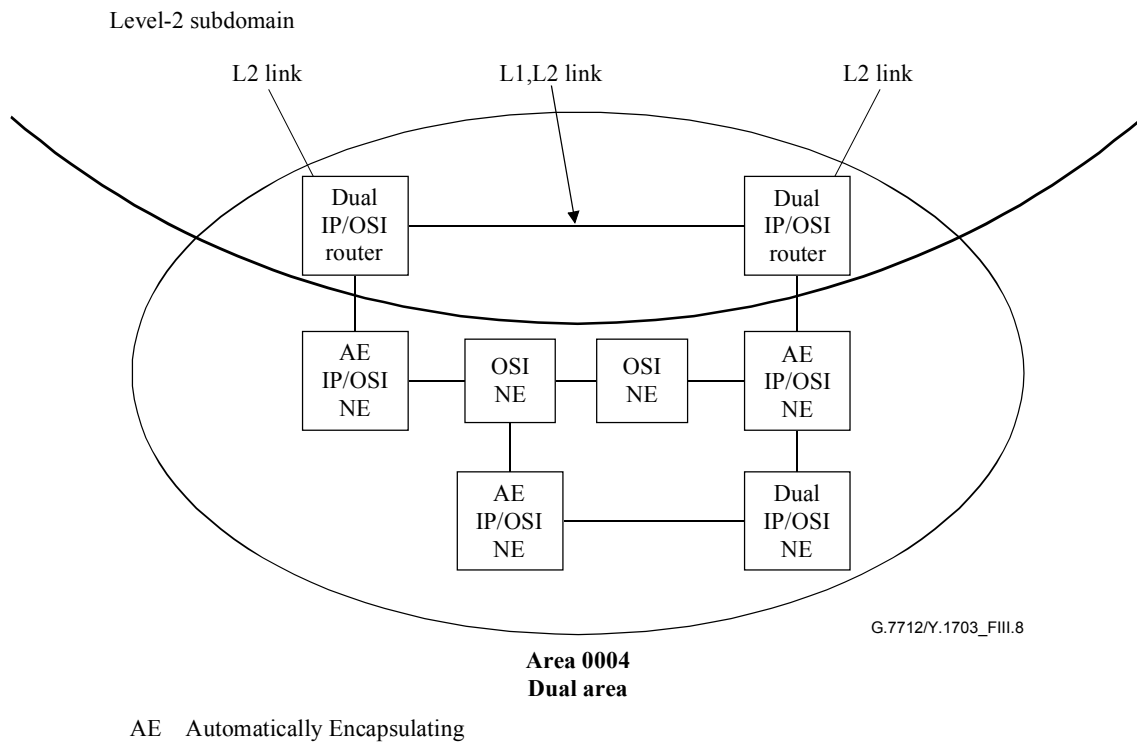 Level-2 subdomain
L2 link
L1,L2 link
L2 link
Dual
IP/OSI
router
Dual
IP/OSI
router
AE
IP/OSI
NE
OSI
NE
OSI
NE
AE
IP/OSI
NE
AE
IP/OSI
NE
Dual
IP/OSI
NE
G.7712/Y.1703_FIII.8
Area 0004
Dual area
AE Automatically Encapsulating